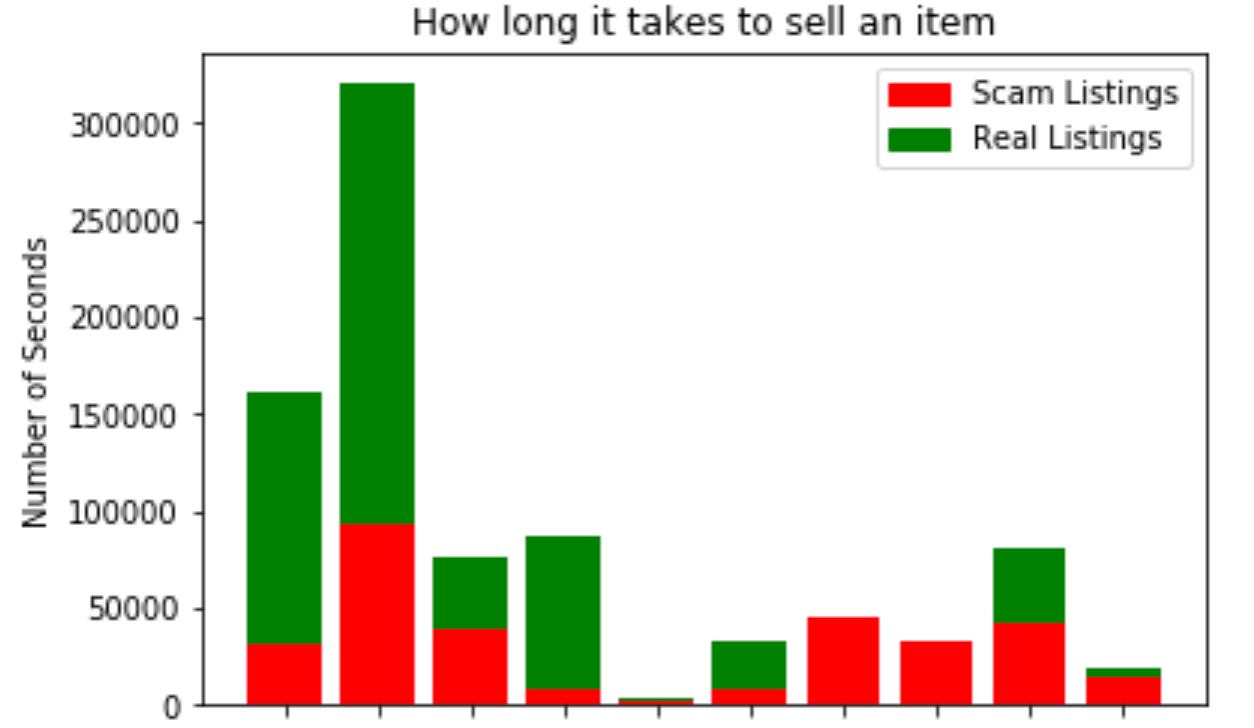 How long it takes to sell an item
Scam Listings
Real Listings
Number of Seconds
300000
250000
200000
150000
100000
50000
0